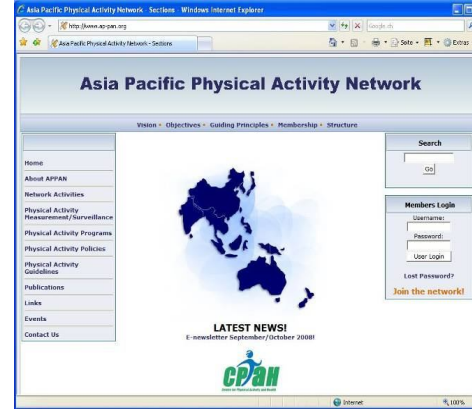 Asia Pacific Physical Activity Network - Sections - Windows Internet Explorer
http://www.ap-pan.org
Google.ch
Asia Pacific Physical Activity Network - Sections
Seite
Extras
Asia Pacific Physical Activity Network
Vision • Objectives • Guiding Principles • Membership • Structure
Home
About APPAN
Network Activities
Physical Activity
Measurement/Surveillance
Physical Activity Programs
Physical Activity Policies
Physical Activity
Guidelines
Publications
Links
Events
Contact Us
LATEST NEWS!
E-newsletter September/October 2008!
CPAH
Search
Go
Members Login
Username:
Password:
User Login
Lost Password?
Join the network!
Internet
100%